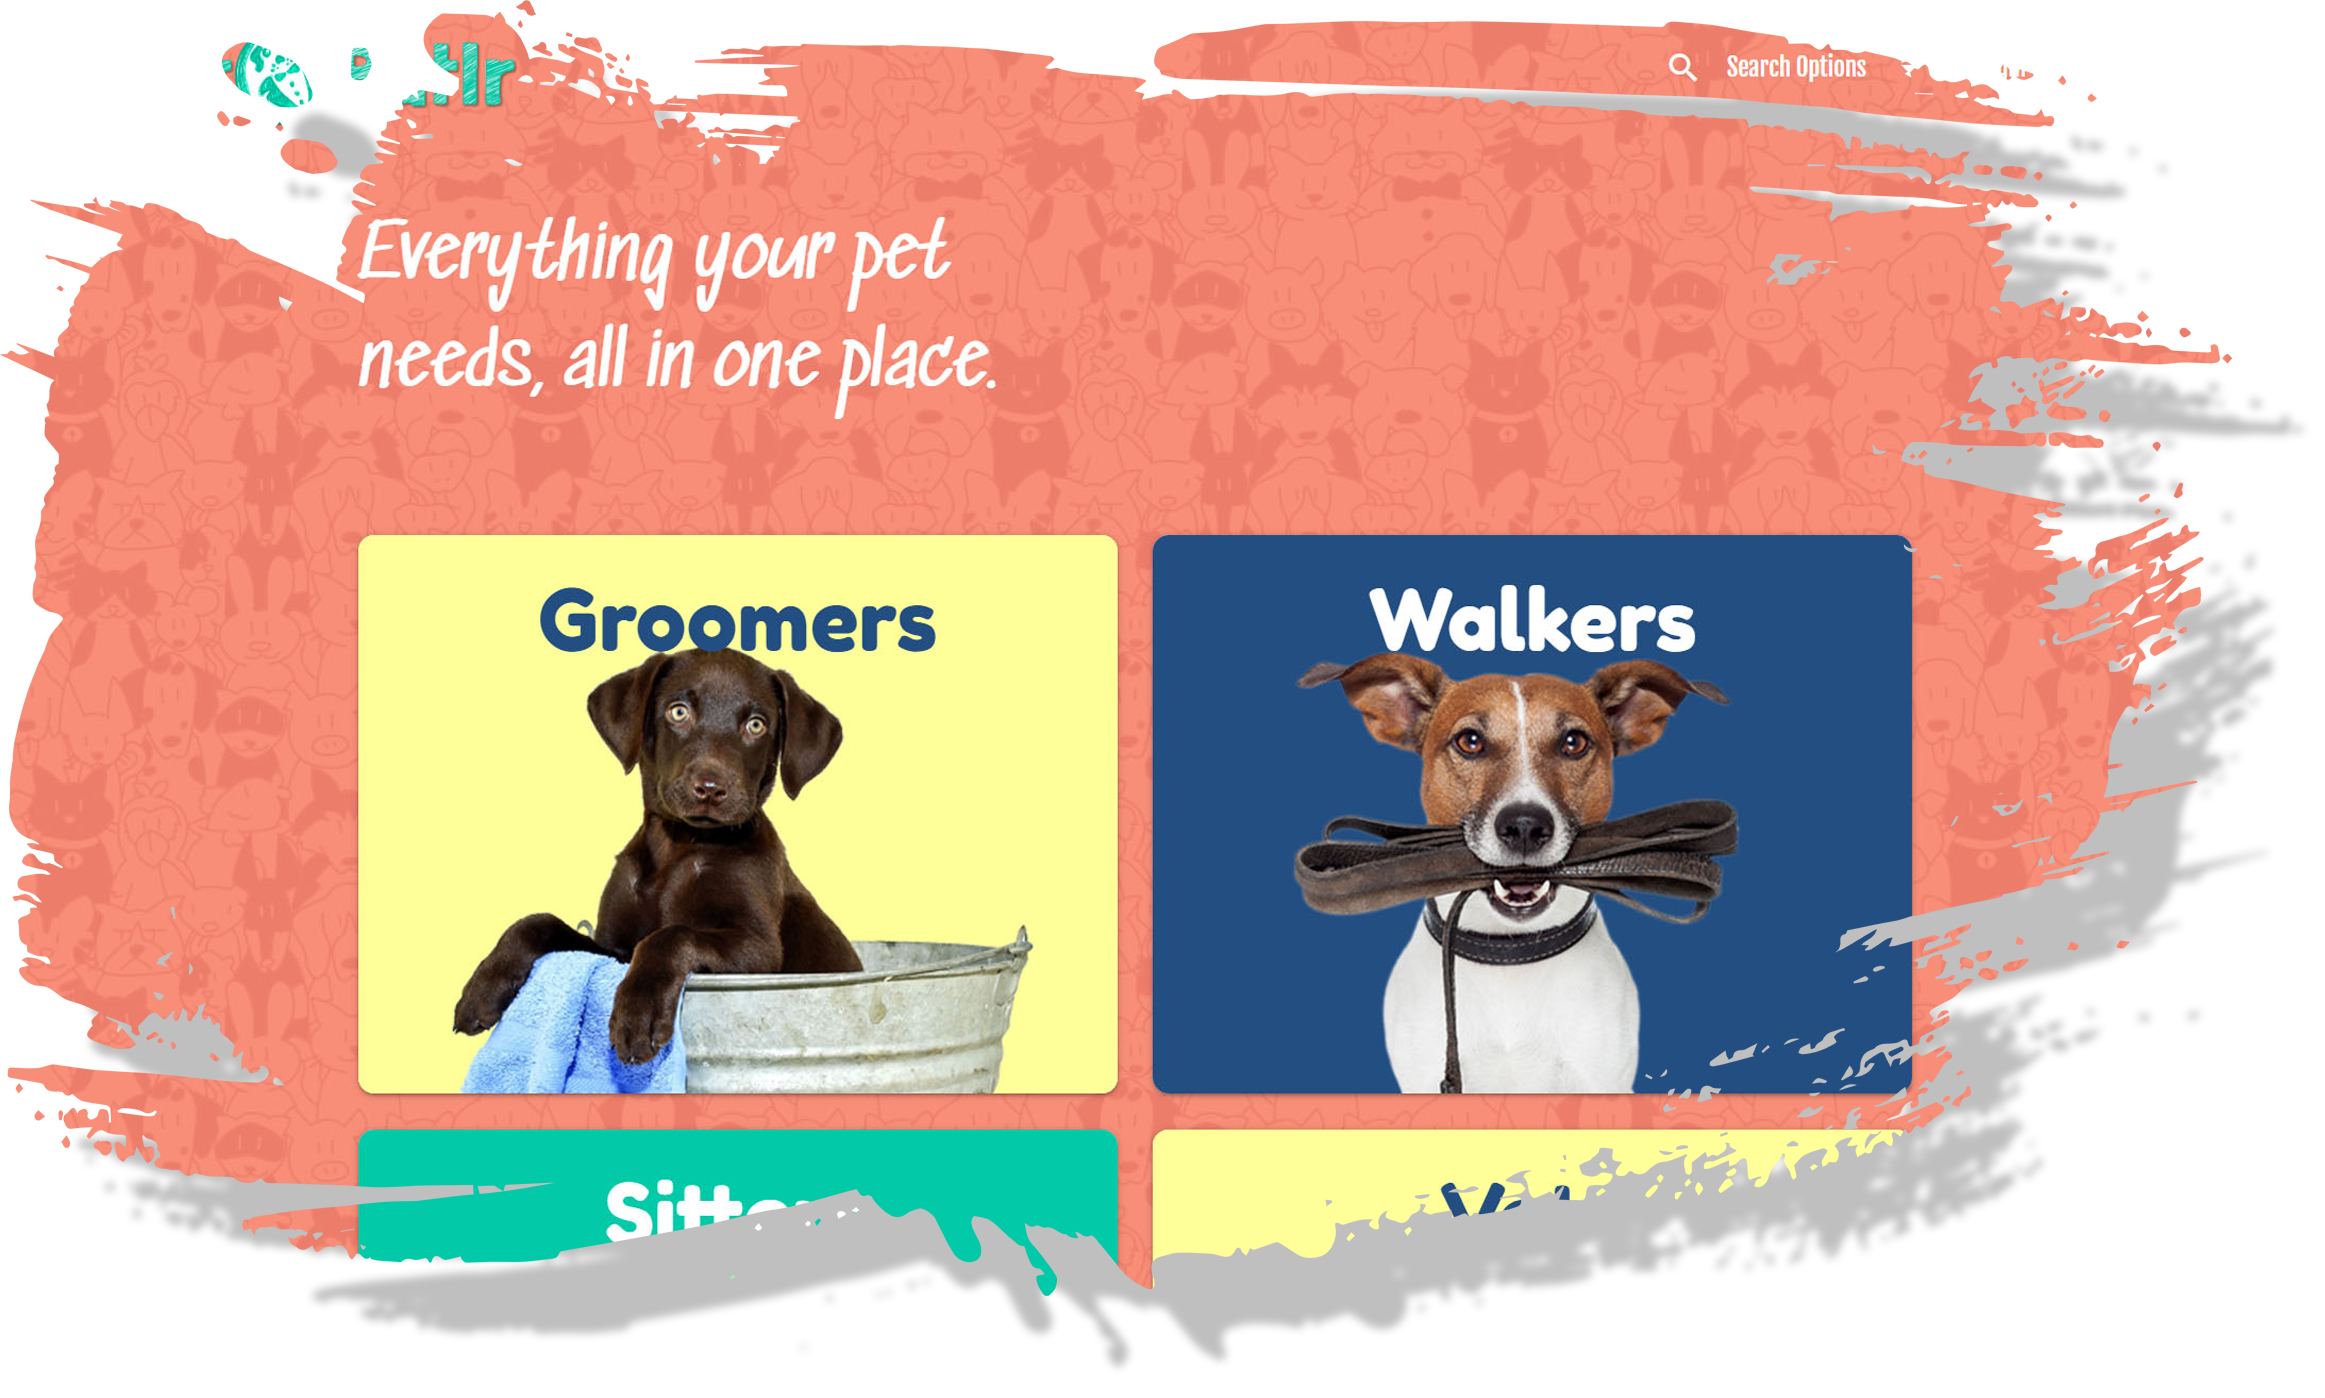 Search Options
Everything your pet
needs, all in one place.
Groomers
Walkers